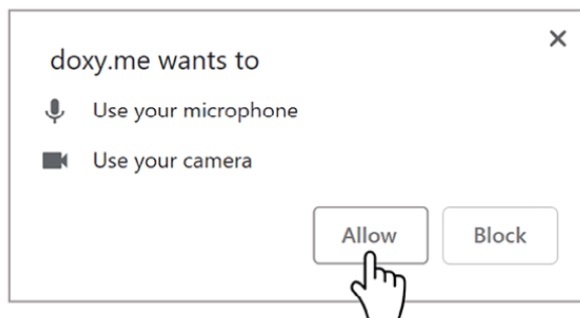 doxy.me wants to
Use your microphone
Use your camera
Allow
Block